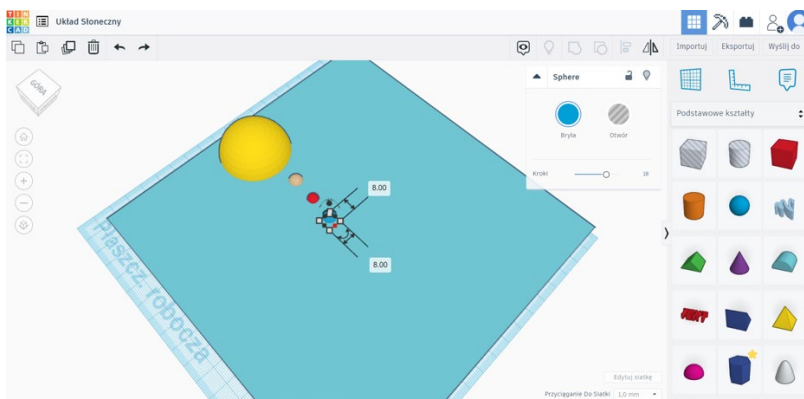 TIN
KER
CAD
Układ Słoneczny
Importuj
Eksportuj
Wyślij do
GÓRA
Sphere
Bryła
Otwór
Kroki
18
Podstawowe kształty
8.00
8.00
Płaszcz. robocza
TEXT
Edytuj siatkę
Przyciąganie Do Siatki
1.0 mm